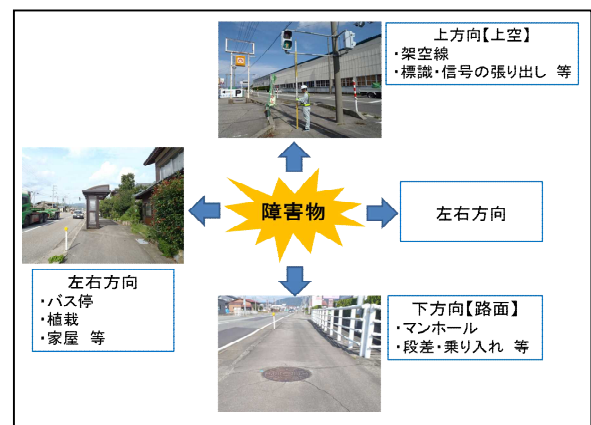 上方向【上空】
・架空線
・標識・信号の張り出し 等
P
障害物
左右方向
左右方向
・バス停
・植栽
・家屋 等
下方向【路面】
・マンホール
・段差・乗り入れ 等